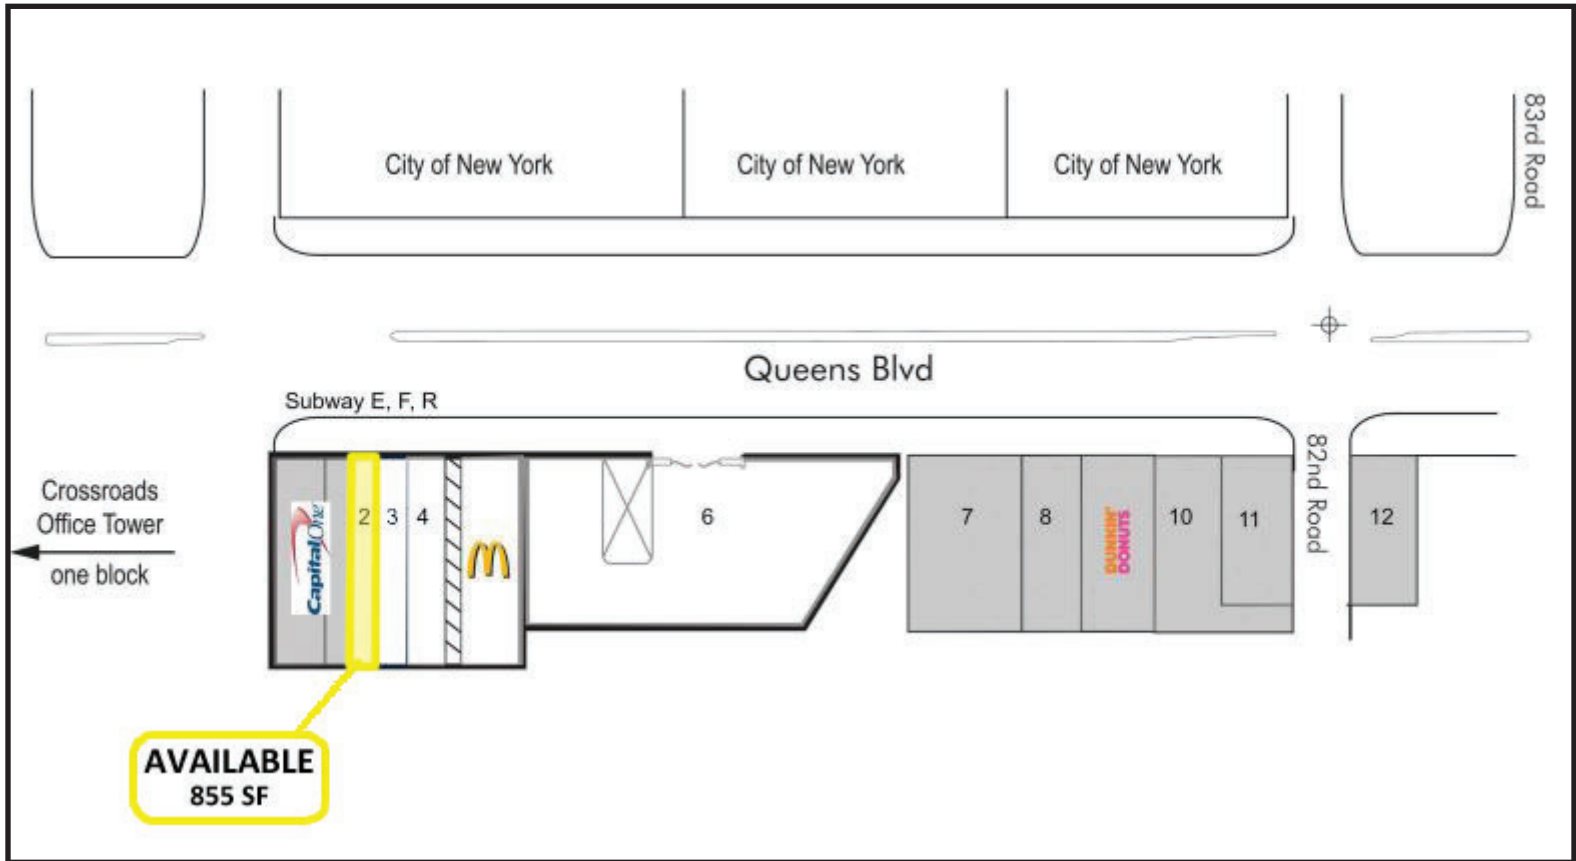 City of New York
City of New York
City of New York
83rd Road
Queens Blvd
Subway E, F, R
Crossroads
Office Tower
one block
CapitalOne
2
3
4
6
7
8
DUNKIN'
DONUTS
10
11
82nd Road
12
AVAILABLE
855 SF